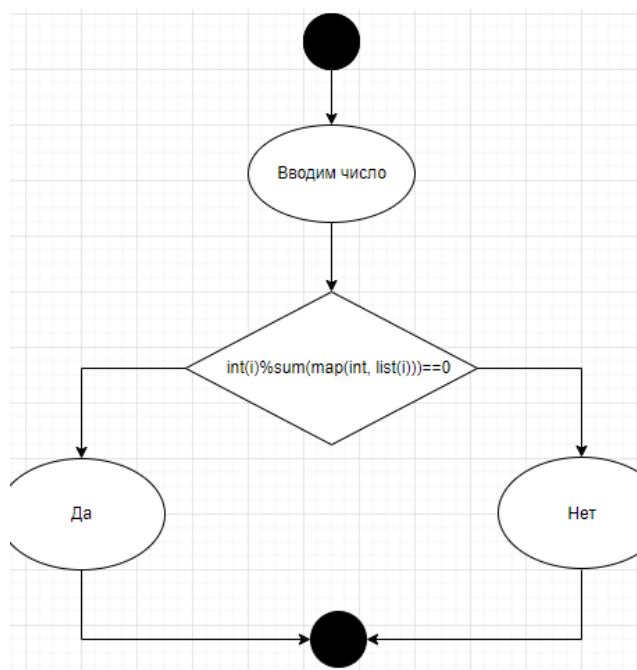 Вводим число
int(i)%sum(map(int, list(i)))==0
Да
Нет